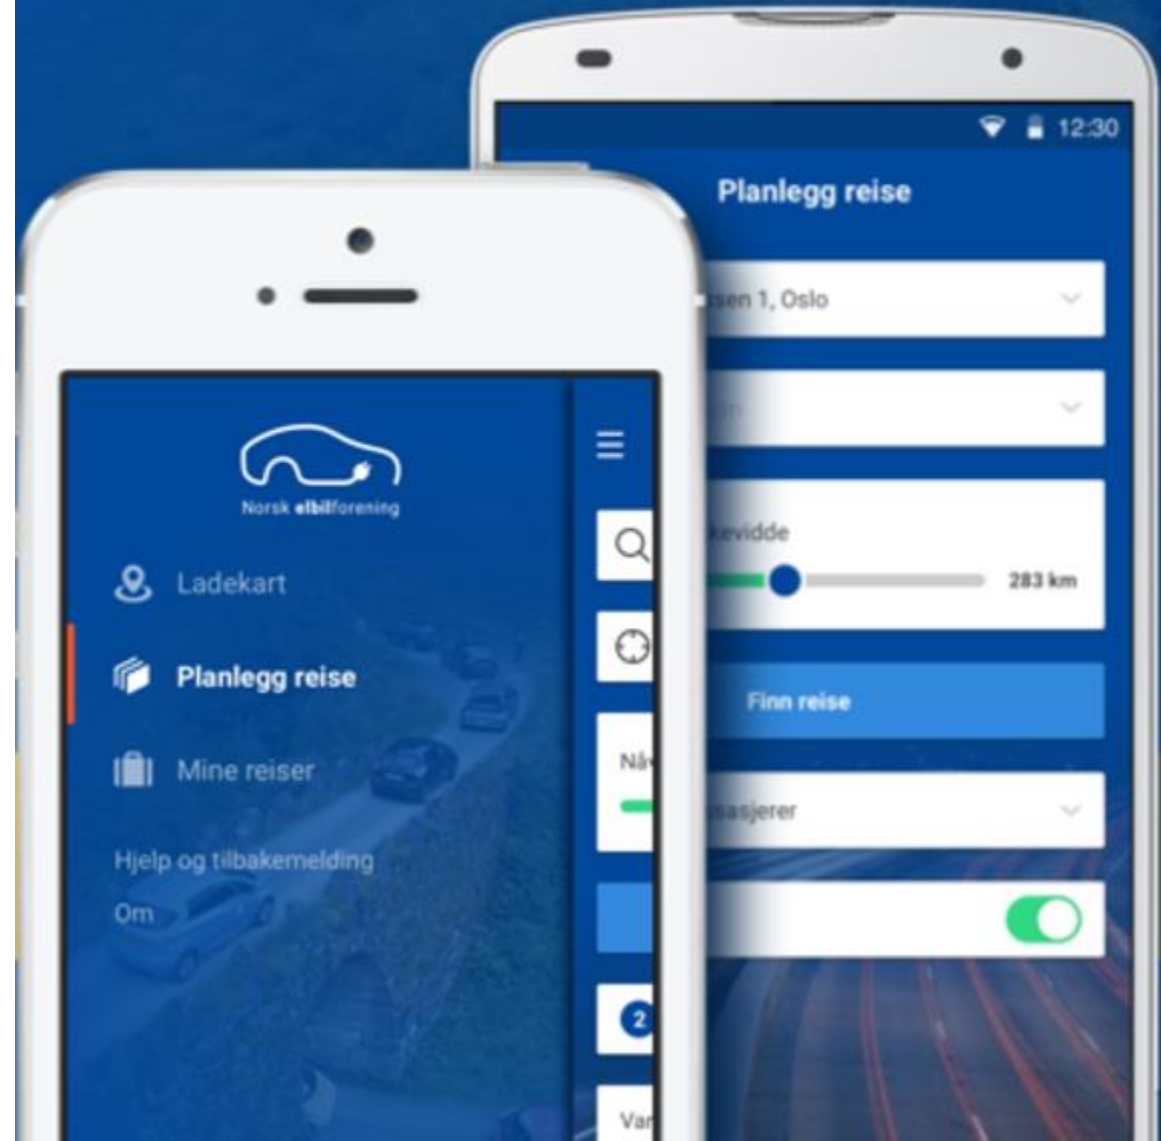 12:30
Planlegg reise
sen 1, Oslo
kevidde
283 km
Finn reise
sasjerer
Norsk elbilforening
Ladekart
Planlegg reise
Mine reiser
Hjelp og tilbakemelding
Om
2